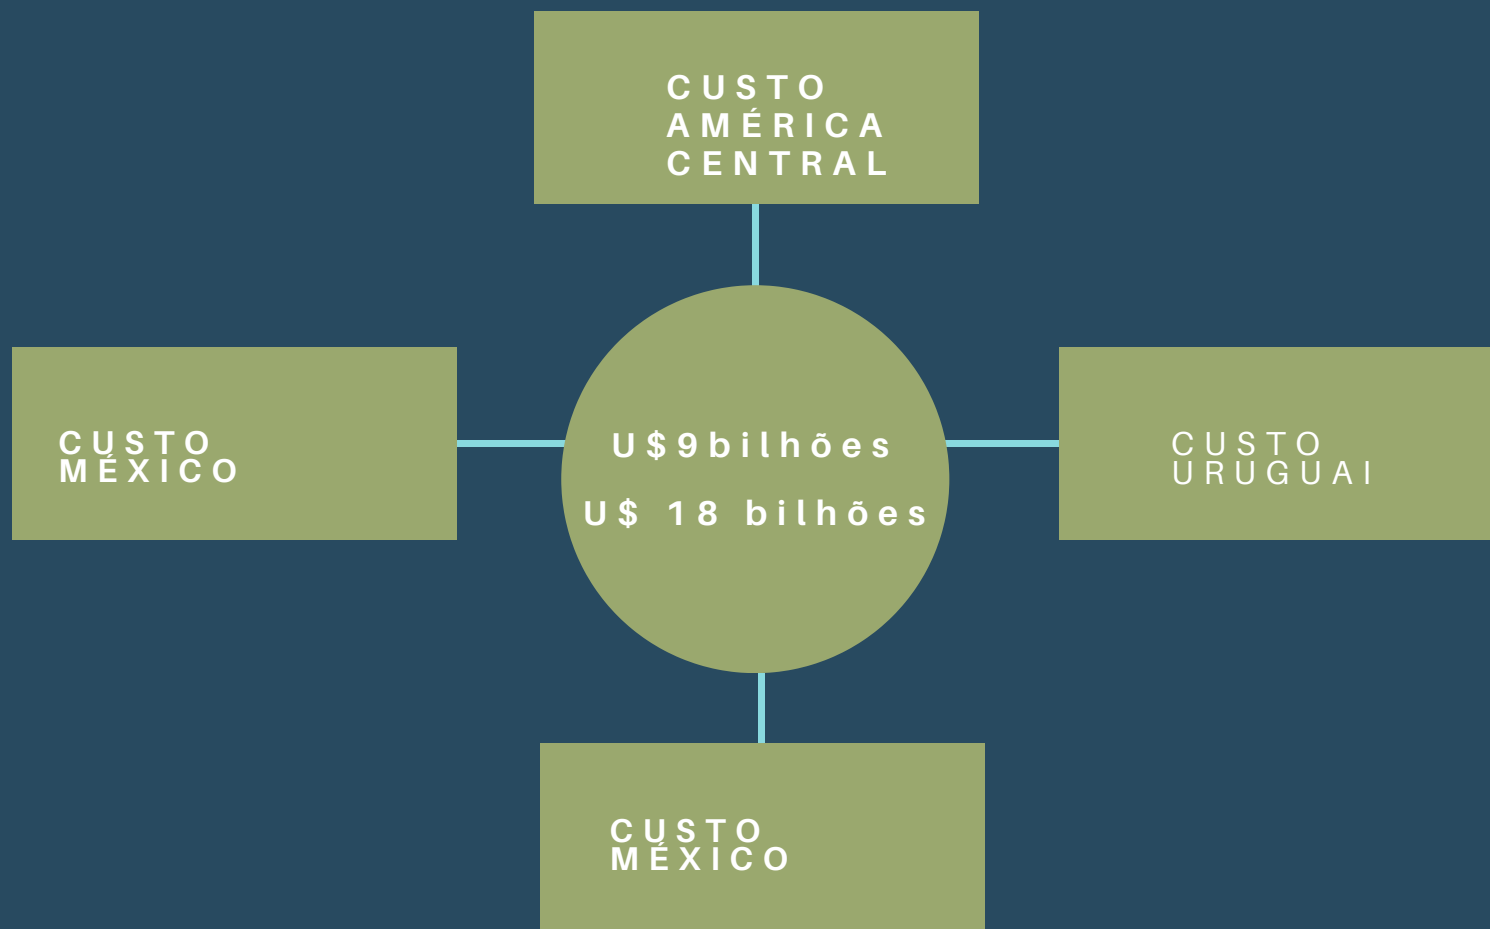 CUSTO
AMÉRICA
CENTRAL
CUSTO
MÉXICO
U$9bilhões
U$ 18 bilhões
CUSTO
URUGUAI
CUSTO
MÉXICO